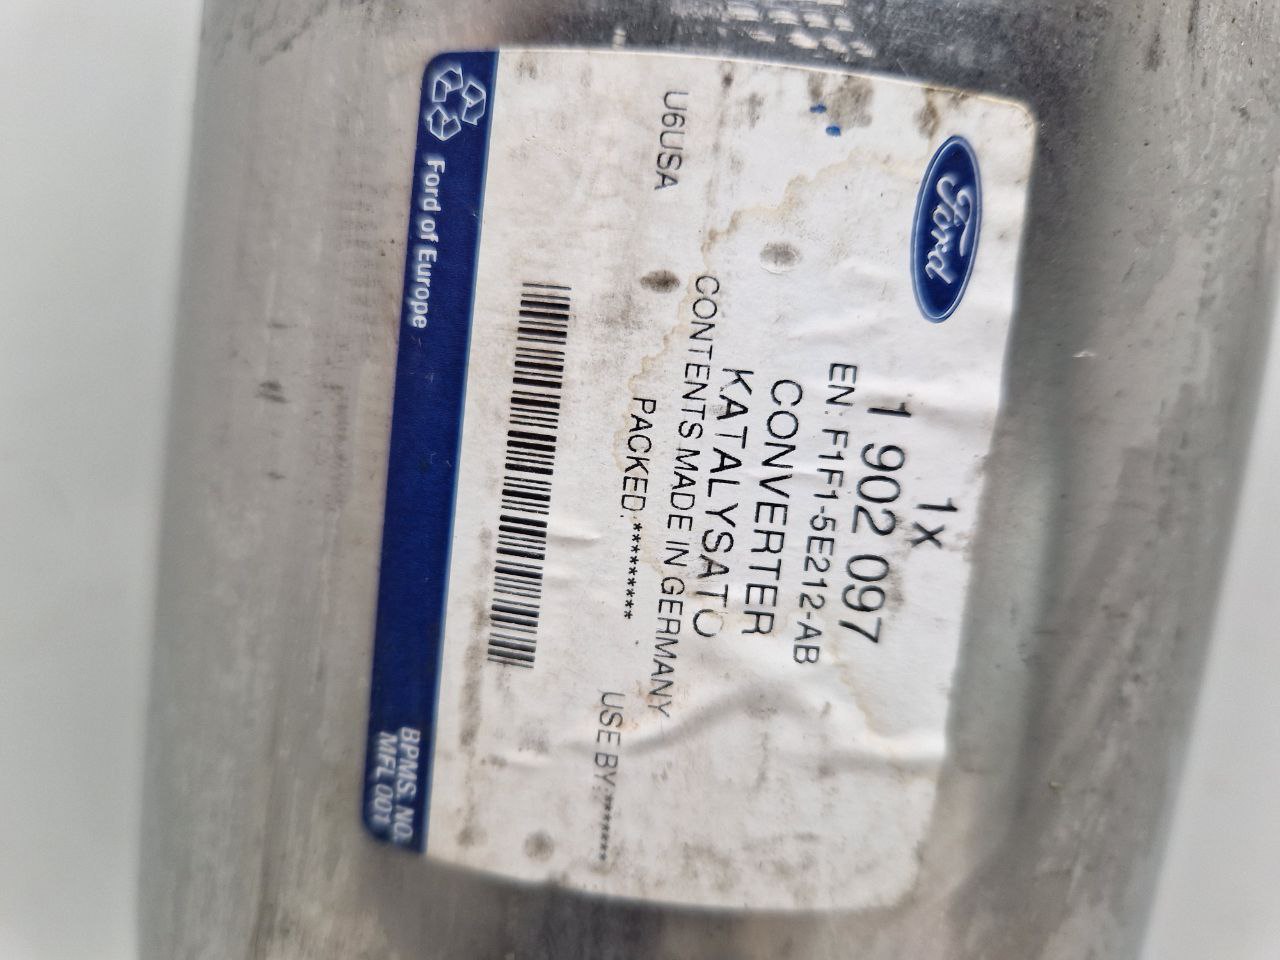 Ford
1x
1 902 097
EN: F1F1-5E212-AB
CONVERTER
KATALYSATO
CONTENTS MADE IN GERMANY
U6USA
PACKED:*********
USE BY:*******
Ford of Europe
BPMS. NO.
MFL 001